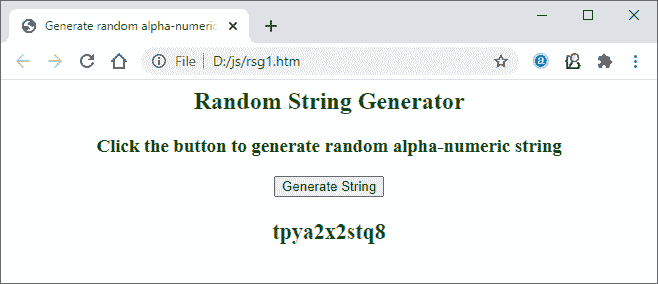 Generate random alpha-numeric
File D:/js/rsg1.htm
Random String Generator
Click the button to generate random alpha-numeric string
Generate String
tpya2x2stq8